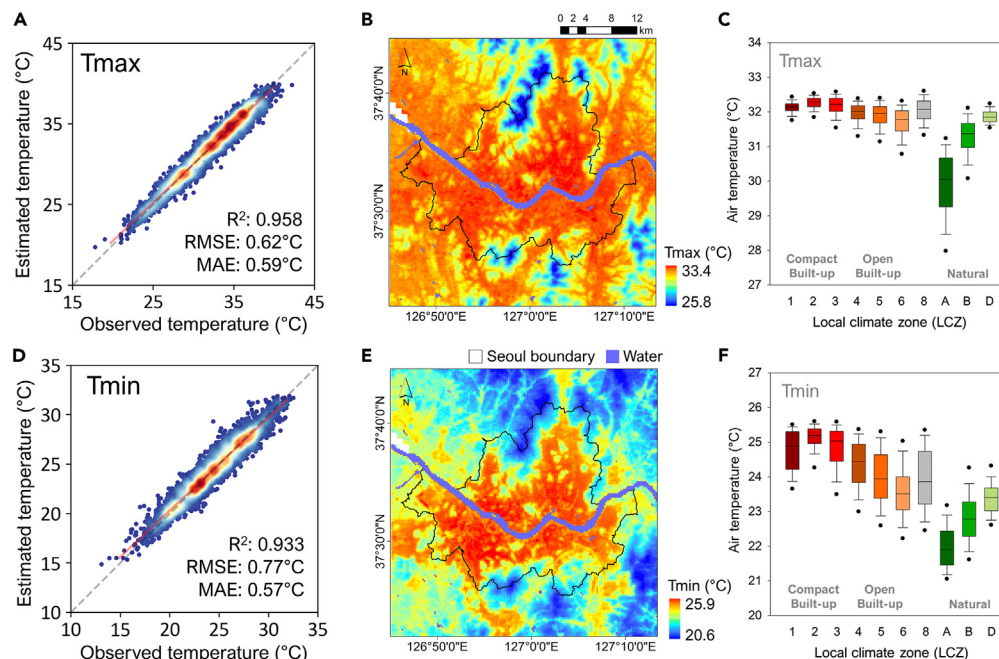 A
45
35
25
15
15 25 35 45
Estimated temperature (°C)
Observed temperature (°C)
Tmax
R²: 0.958
RMSE: 0.62°C
MAE: 0.59°C
B
0 2 4 8 12
km
N
37°40'0"N
37°30'0"N
126°50'0"E 127°0'0"E 127°10'0"E
Tmax (°C)
33.4
25.8
C
Tmax
34
33
32
31
30
29
28
27
Air temperature (°C)
Compact
Built-up
Open
Built-up
Natural
1 2 3 4 5 6 8 A B D
Local climate zone (LCZ)
D
35
30
25
20
15
10
10 15 20 25 30 35
Estimated temperature (°C)
Observed temperature (°C)
Tmin
R²: 0.933
RMSE: 0.77°C
MAE: 0.57°C
E
Seoul boundary
Water
N
37°40'0"N
37°30'0"N
126°50'0"E 127°0'0"E 127°10'0"E
Tmin (°C)
25.9
20.6
F
Tmin
27
26
25
24
23
22
21
20
Air temperature (°C)
Compact
Built-up
Open
Built-up
Natural
1 2 3 4 5 6 8 A B D
Local climate zone (LCZ)